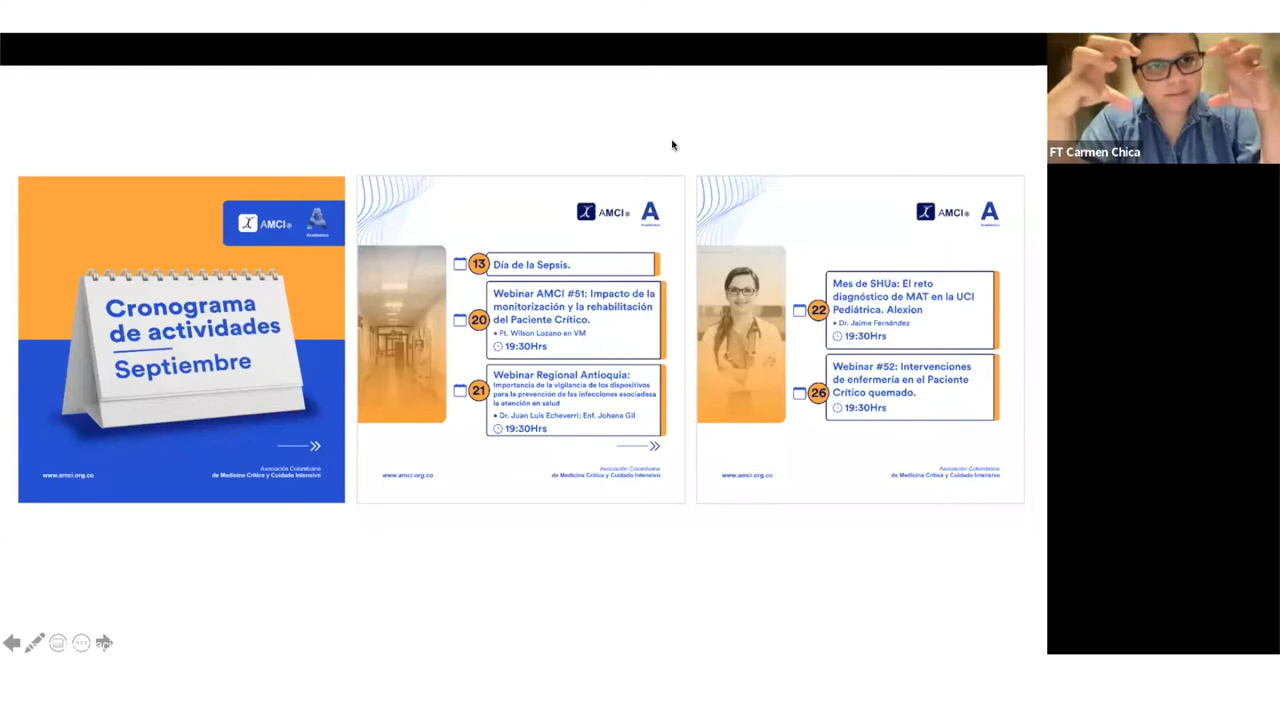 FT Carmen Chica
AMCI®
Académica
Cronograma
de actividades
Septiembre
www.amci.org.co
Asociación Colombiana
de Medicina Crítica y Cuidado Intensivo
AMCI®
Académica
13
Día de la Sepsis.
20
Webinar AMCI #51: Impacto de la
monitorización y la rehabilitación
del Paciente Crítico.
• Ft. Wilson Lozano en VM
19:30Hrs
21
Webinar Regional Antioquia:
Importancia de la vigilancia de los dispositivos
para la prevención de las infecciones asociadasa
la atención en salud
• Dr. Juan Luis Echeverri; Enf. Johana Gil
19:30Hrs
www.amci.org.co
Asociación Colombiana
de Medicina Crítica y Cuidado Intensivo
AMCI®
Académica
22
Mes de SHUa: El reto
diagnóstico de MAT en la UCI
Pediátrica. Alexion
• Dr. Jaime Fernández
19:30Hrs
26
Webinar #52: Intervenciones
de enfermería en el Paciente
Crítico quemado.
19:30Hrs
www.amci.org.co
Asociación Colombiana
de Medicina Crítica y Cuidado Intensivo